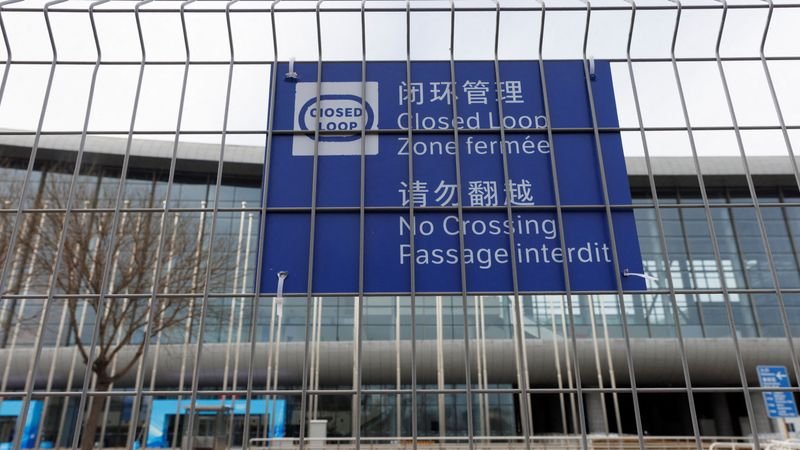 CLOSED
LOOP
闭环管理
Closed Loop
Zone fermée
请勿翻越
No Crossing
Passage interdit